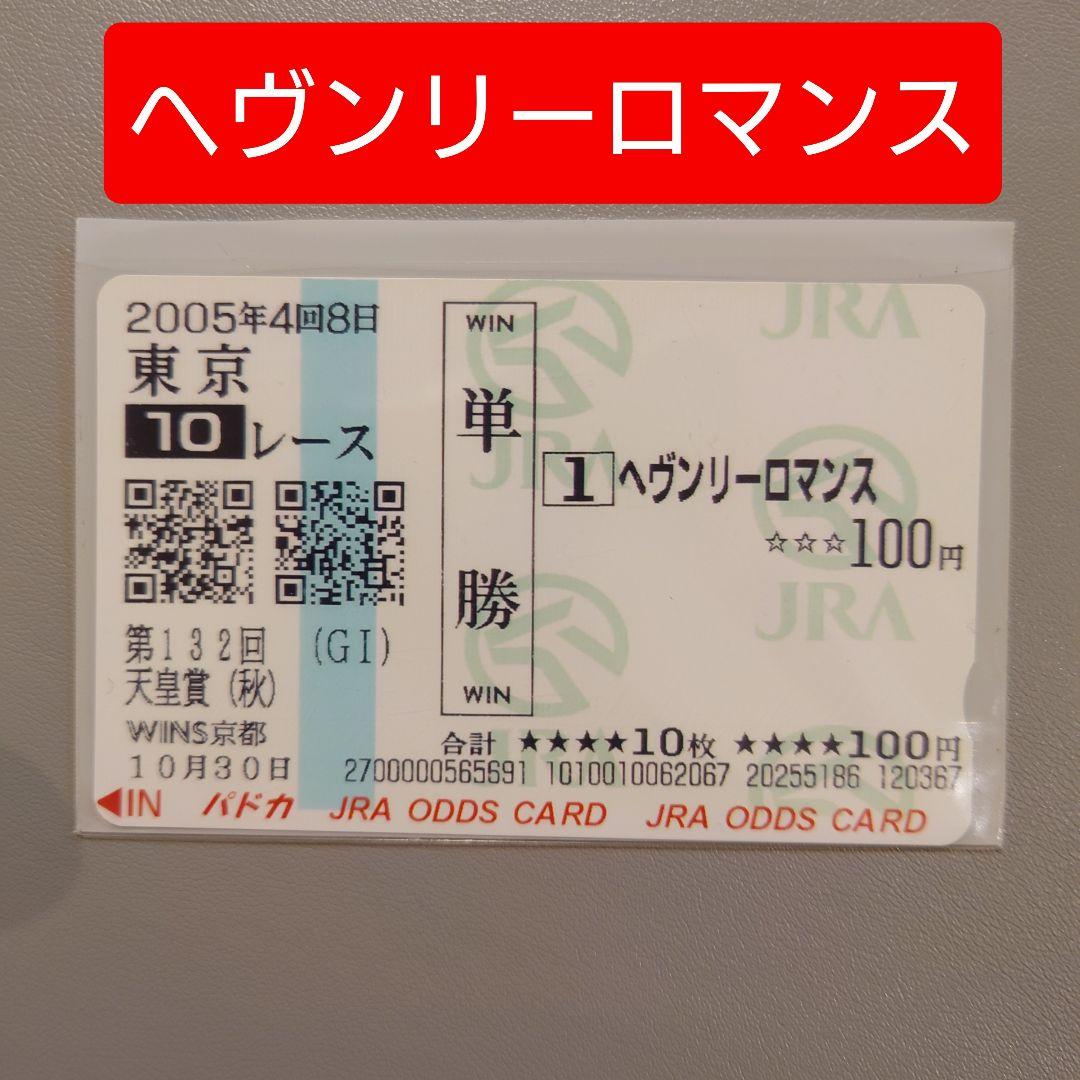 ヘヴンリーロマンス
2005年4回8日
東京
10レース
第132回 (GI)
天皇賞(秋)
WINS京都
10月30日
WIN
単勝
WIN
JRA
JRA
JRA
1 ヘヴンリーロマンス
☆☆☆100円
合計 ★★★★10枚 ★★★★100円
2700000565691 1010010062067 20255186 120367
◀IN パドカ JRA ODDS CARD JRA ODDS CARD